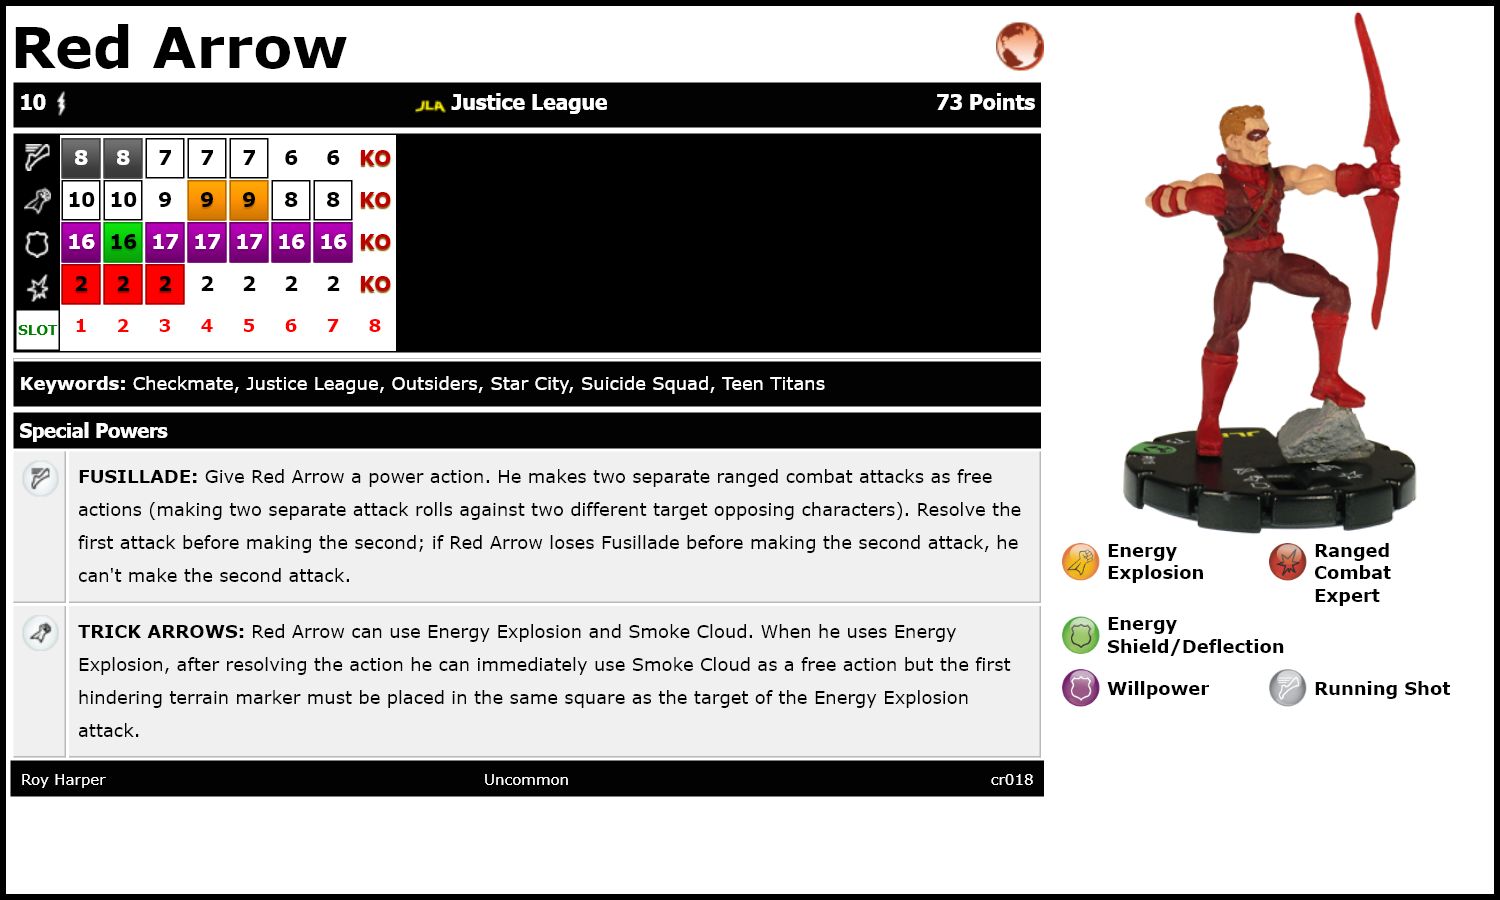 Red Arrow
10 JLA Justice League 73 Points
8 8 7 7 7 6 6 KO
10 10 9 9 9 8 8 KO
16 16 17 17 17 16 16 KO
2 2 2 2 2 2 2 KO
SLOT 1 2 3 4 5 6 7 8
Keywords: Checkmate, Justice League, Outsiders, Star City, Suicide Squad, Teen Titans
Special Powers
FUSILLADE: Give Red Arrow a power action. He makes two separate ranged combat attacks as free
actions (making two separate attack rolls against two different target opposing characters). Resolve the
first attack before making the second; if Red Arrow loses Fusillade before making the second attack, he
can't make the second attack.
TRICK ARROWS: Red Arrow can use Energy Explosion and Smoke Cloud. When he uses Energy
Explosion, after resolving the action he can immediately use Smoke Cloud as a free action but the first
hindering terrain marker must be placed in the same square as the target of the Energy Explosion
attack.
Roy Harper Uncommon cr018
Energy
Explosion
Ranged
Combat
Expert
Energy
Shield/Deflection
Willpower
Running Shot